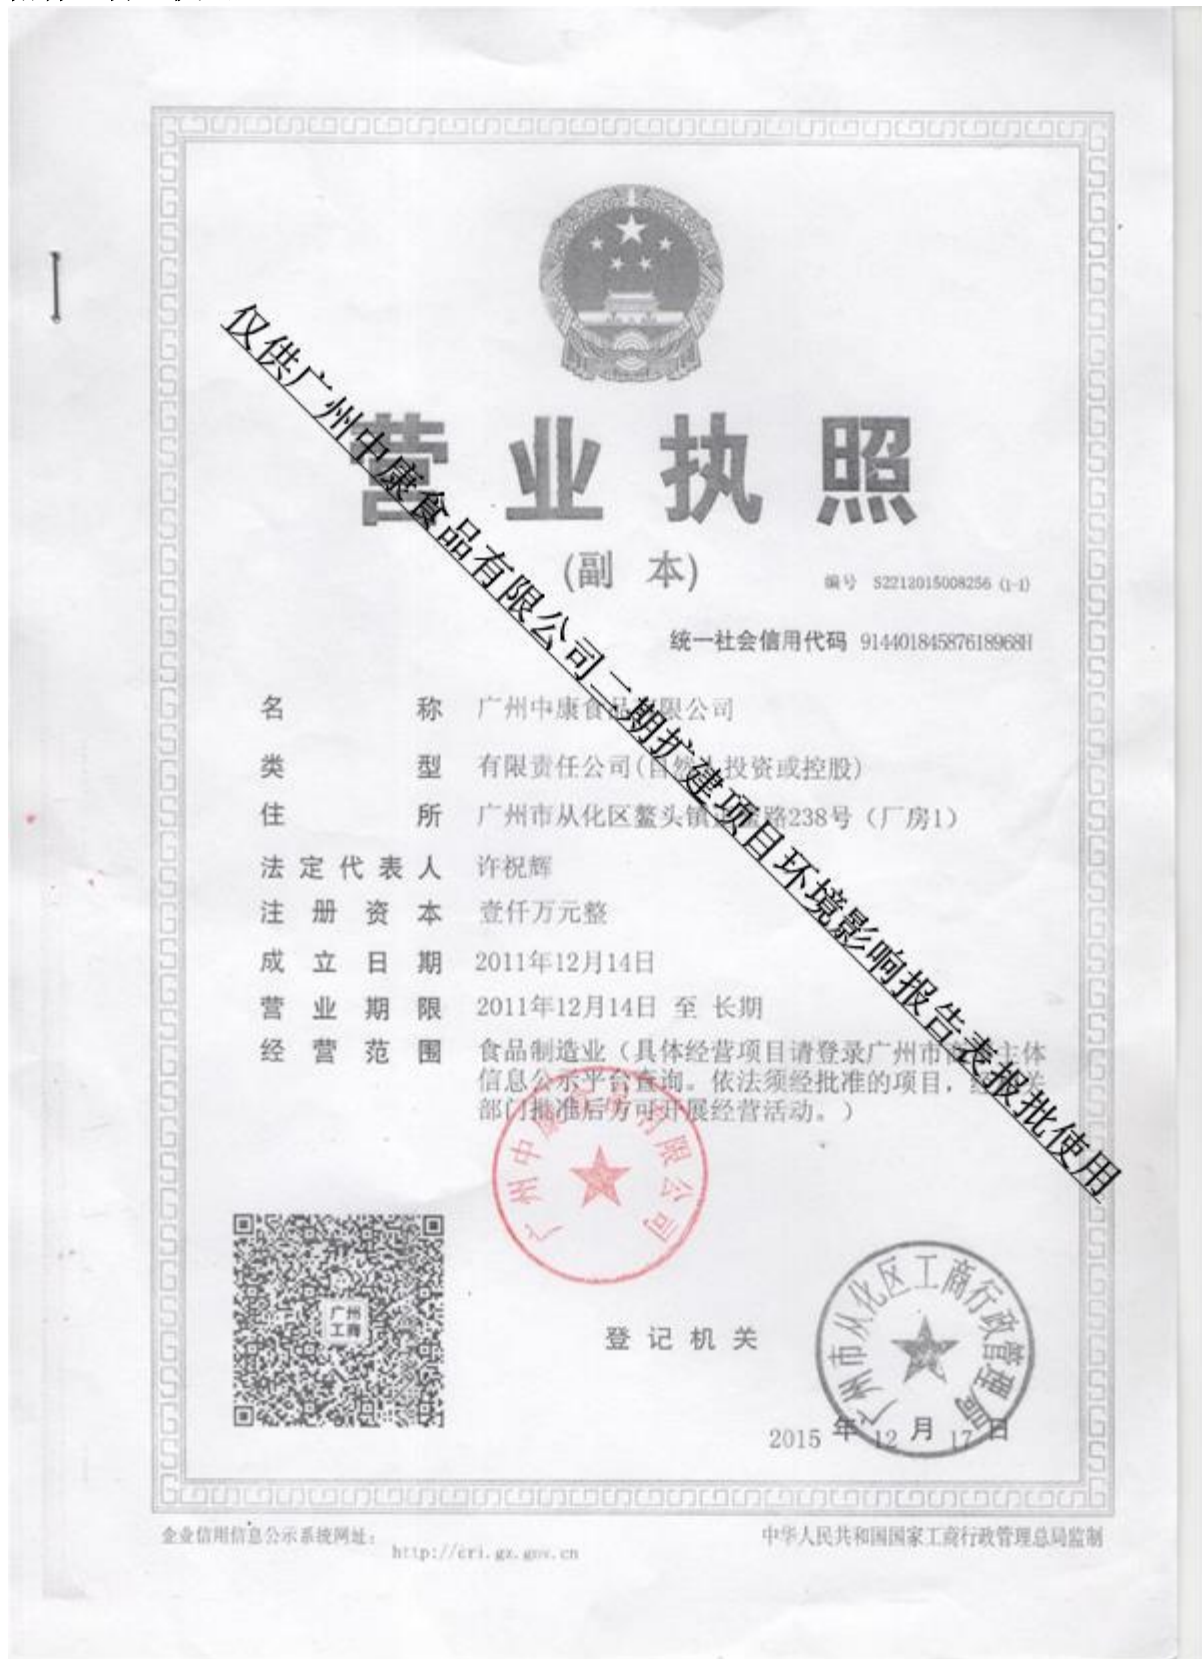 营业执照
(副 本)
编号 S2212015008256 (1-1)
统一社会信用代码 91440184587618968H
名 称 广州中康食品有限公司
类 型 有限责任公司(自然人投资或控股)
住 所 广州市从化区鳌头镇 路238号（厂房1）
法定代表人 许祝辉
注册资本 壹仟万元整
成立日期 2011年12月14日
营业期限 2011年12月14日 至 长期
经营范围 食品制造业（具体经营项目请登录广州市 主体
信息公示平台查询。依法须经批准的项目，经
部门批准后方可开展经营活动。）
仅供广州中康食品有限公司二期扩建项目环境影响报告表报批使用
广州中康食品有限公司
广州工商
登记机关
广州市从化区工商行政管理局
2015 年 12 月 17 日
企业信用信息公示系统网址：
http://cri.gz.gov.cn
中华人民共和国国家工商行政管理总局监制